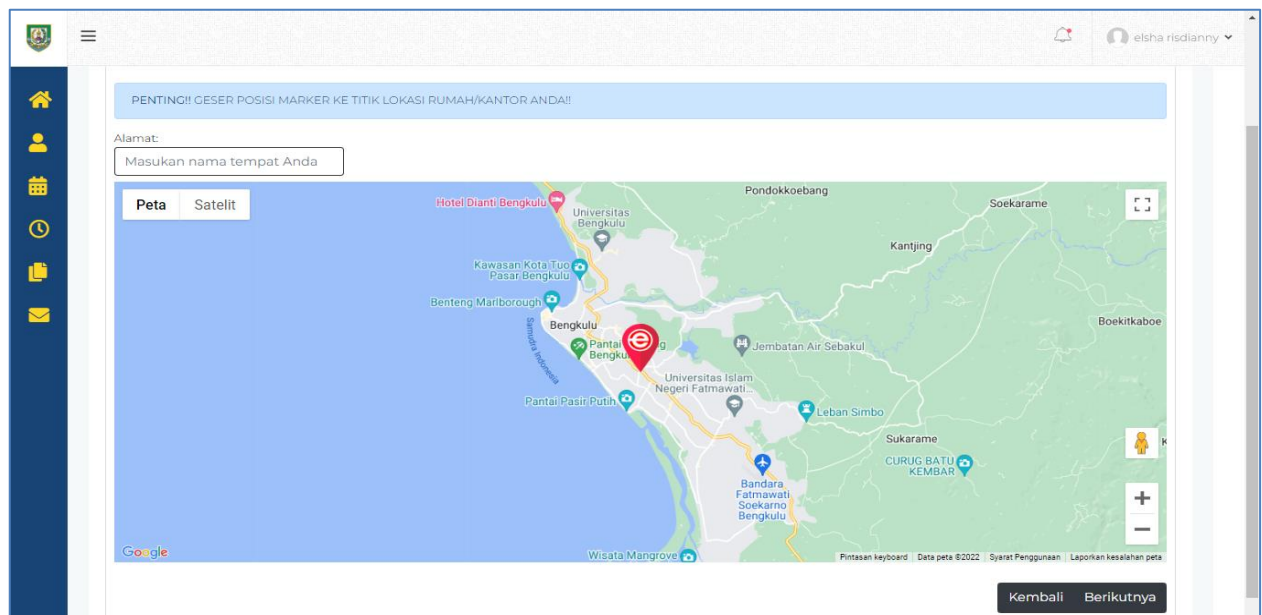 elsha risdianny
PENTING!! GESER POSISI MARKER KE TITIK LOKASI RUMAH/KANTOR ANDA!!
Alamat:
Masukan nama tempat Anda
Peta Satelit
Hotel Dianti Bengkulu
Universitas
Bengkulu
Pondokkoebang
Soekarame
Kantjing
Kawasan Kota Tuo
Pasar Bengkulu
Benteng Marlborough
Bengkulu
Samudra Indonesia
Boekitkaboe
Jembatan Air Sebakul
Universitas Islam
Negeri Fatmawati...
Pantai Pasir Putih
Leban Simbo
Sukarame
CURUG BATU
KEMBAR
Bandara
Fatmawati
Soekarno
Bengkulu
Wisata Mangrove
Google
Pintasan keyboard Data peta ©2022 Syarat Penggunaan Laporkan kesalahan peta
Kembali Berikutnya